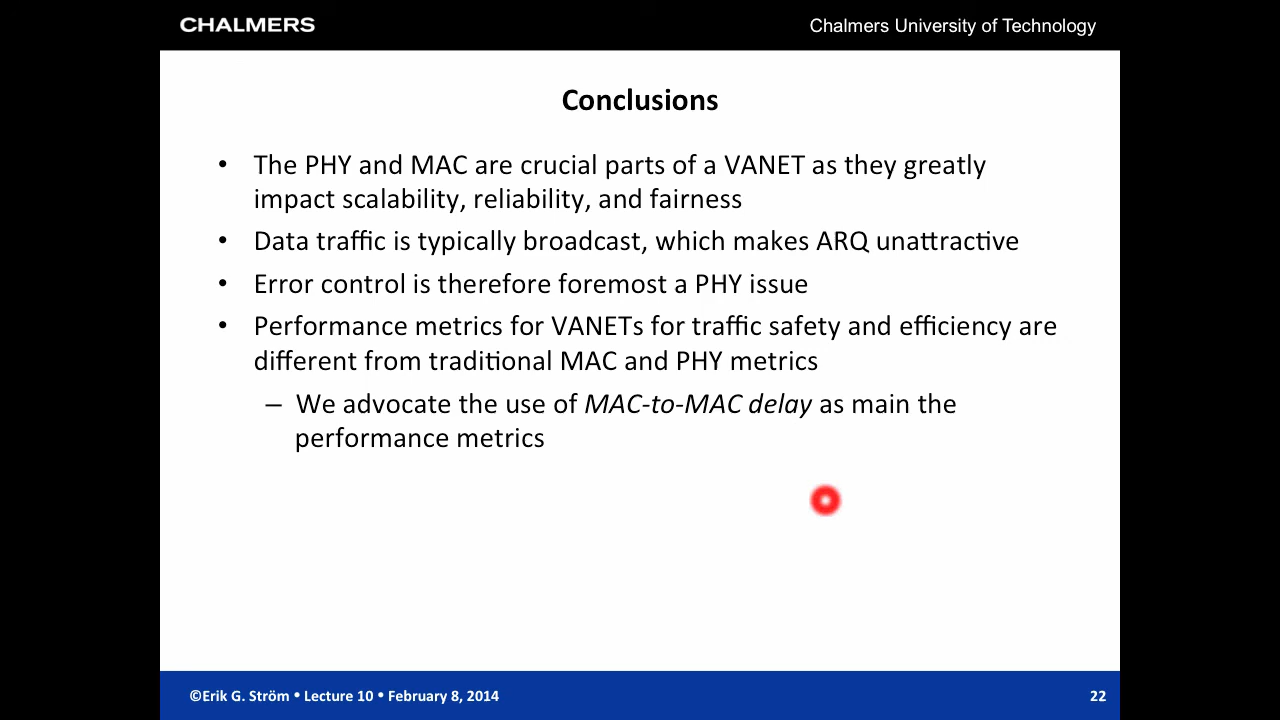 CHALMERS
Chalmers University of Technology
Conclusions
• The PHY and MAC are crucial parts of a VANET as they greatly
impact scalability, reliability, and fairness
• Data traffic is typically broadcast, which makes ARQ unattractive
• Error control is therefore foremost a PHY issue
• Performance metrics for VANETs for traffic safety and efficiency are
different from traditional MAC and PHY metrics
– We advocate the use of MAC-to-MAC delay as main the
performance metrics
©Erik G. Ström • Lecture 10 • February 8, 2014
22